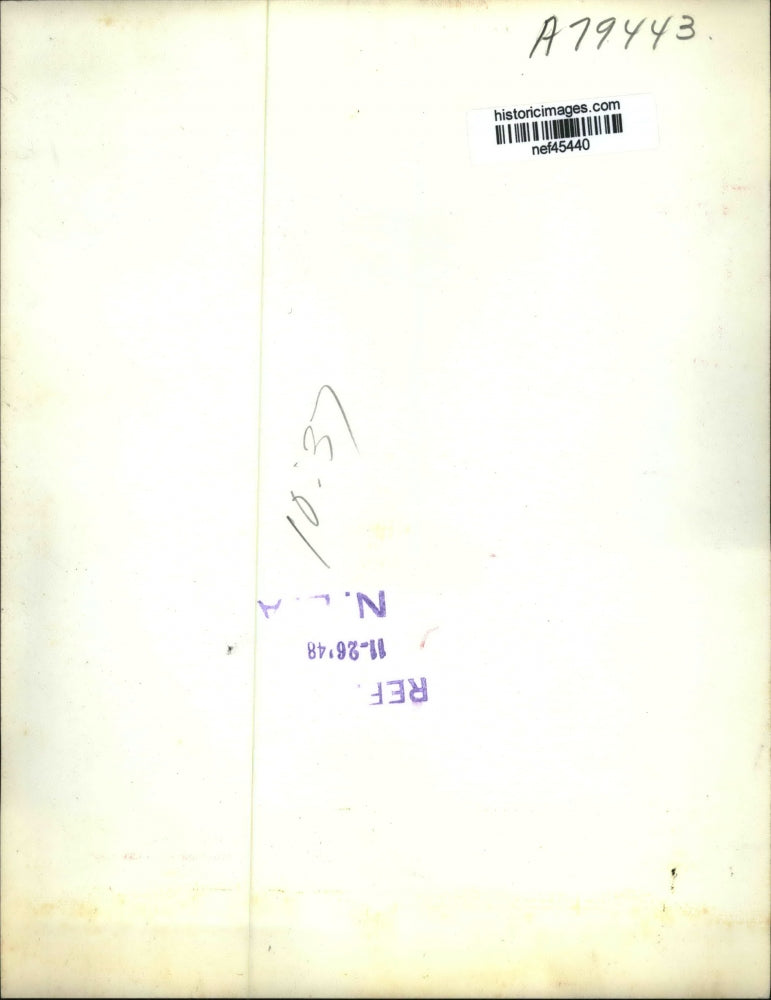 A79443.
historicimages.com
nef45440
10-37
REF.
11-26'48